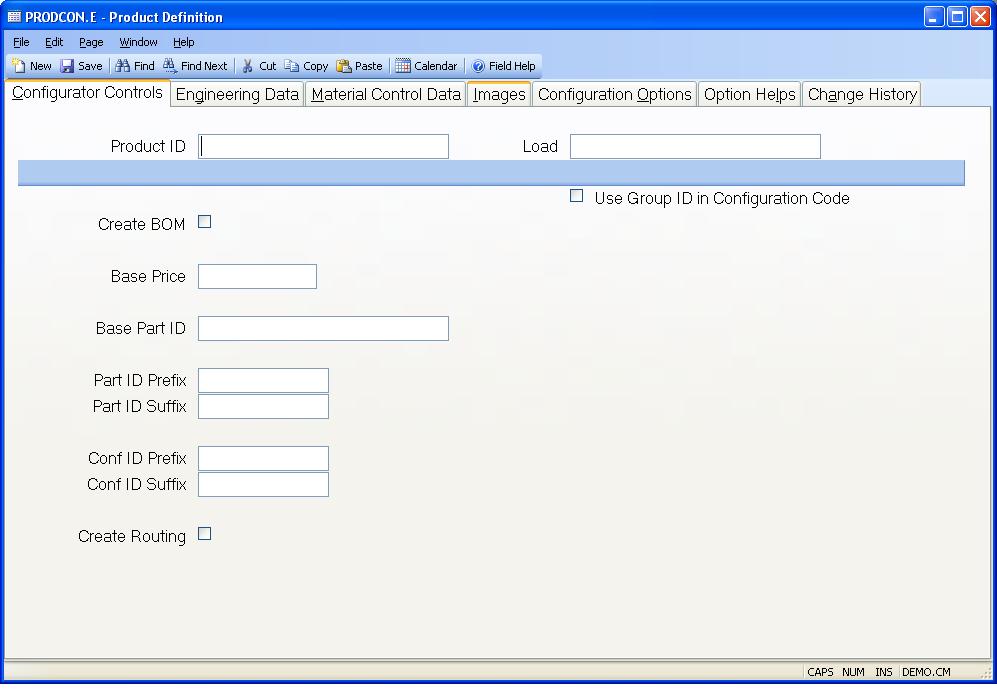 PRODCON.E - Product Definition
File Edit Page Window Help
New Save Find Find Next Cut Copy Paste Calendar Field Help
Configurator Controls Engineering Data Material Control Data Images Configuration Options Option Helps Change History
Product ID Load
Use Group ID in Configuration Code
Create BOM
Base Price
Base Part ID
Part ID Prefix
Part ID Suffix
Conf ID Prefix
Conf ID Suffix
Create Routing
CAPS NUM INS DEMO.CM